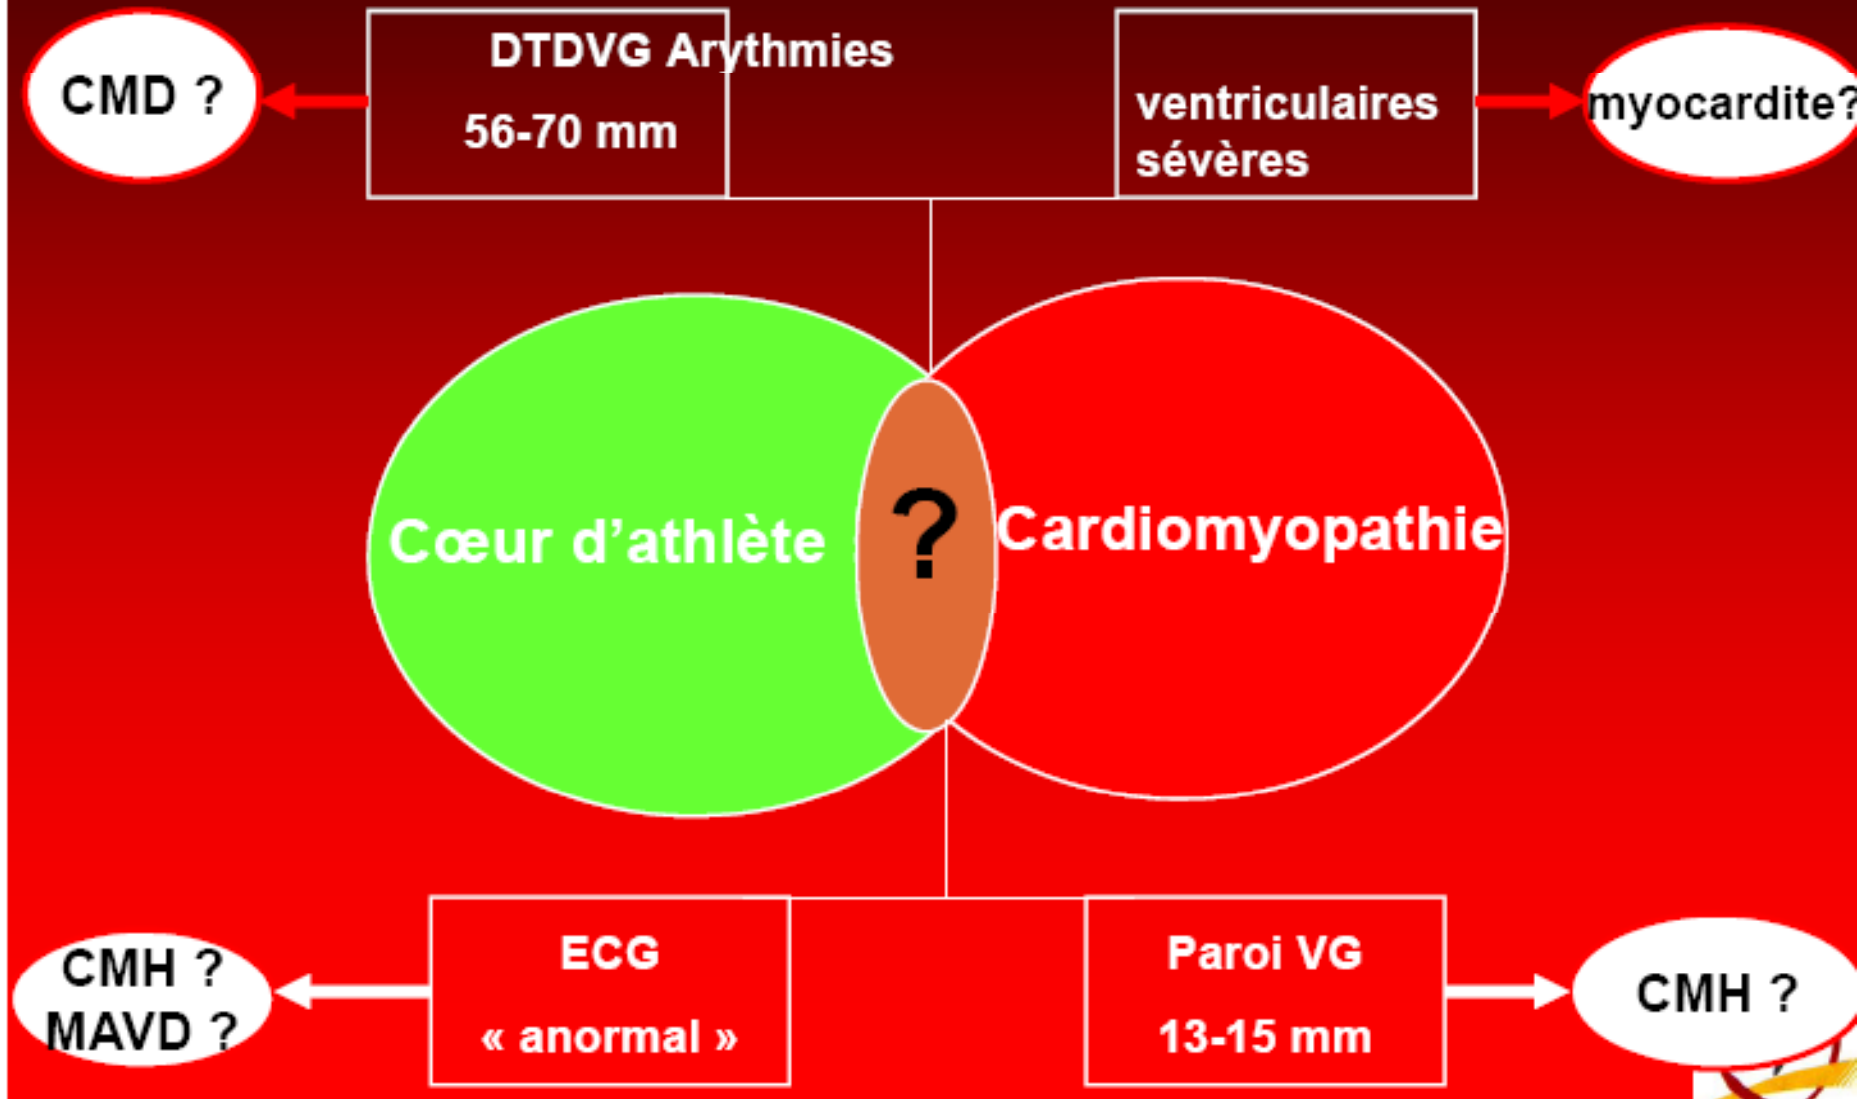 CMD ?
DTDVG Arythmies
56-70 mm
ventriculaires
sévères
myocardite?
Cœur d’athlète
?
Cardiomyopathie
CMH ?
MAVD ?
ECG
« anormal »
Paroi VG
13-15 mm
CMH ?